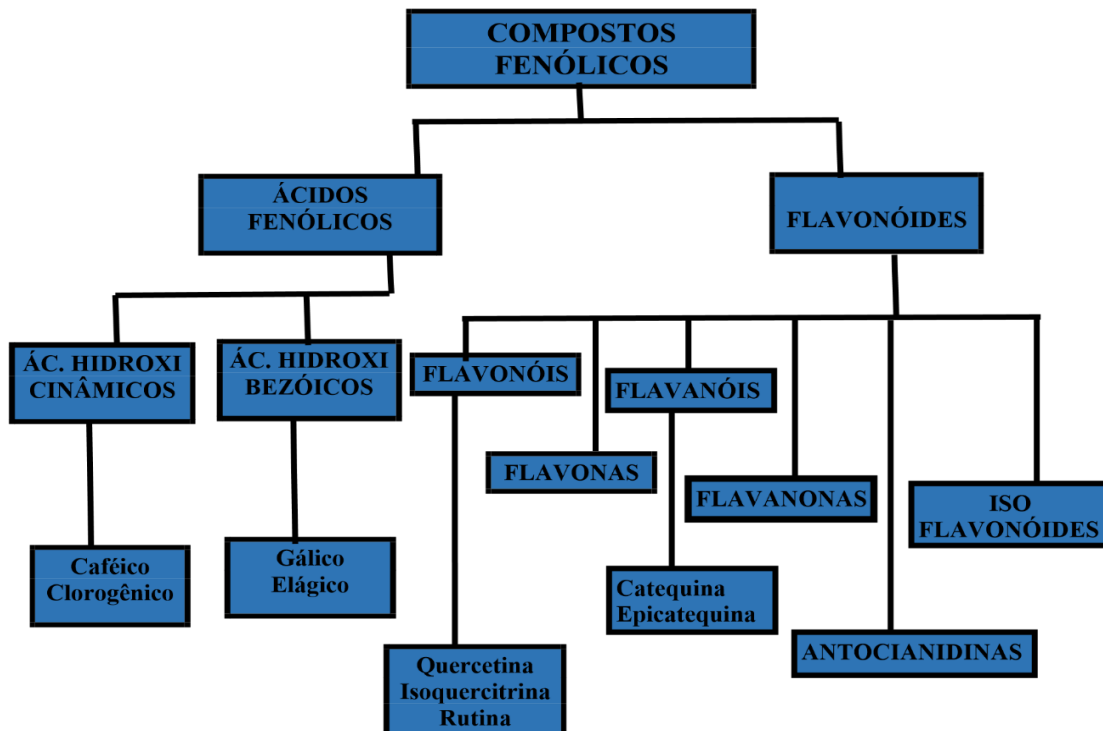 COMPOSTOS
FENÓLICOS
ÁCIDOS
FENÓLICOS
FLAVONÓIDES
ÁC. HIDROXI
CINÂMICOS
ÁC. HIDROXI
BEZÓICOS
FLAVONÓIS
FLAVANÓIS
FLAVONAS
FLAVANONAS
ISO
FLAVONÓIDES
Caféico
Clorogênico
Gálico
Elágico
Catequina
Epicatequina
ANTOCIANIDINAS
Quercetina
Isoquercitrina
Rutina